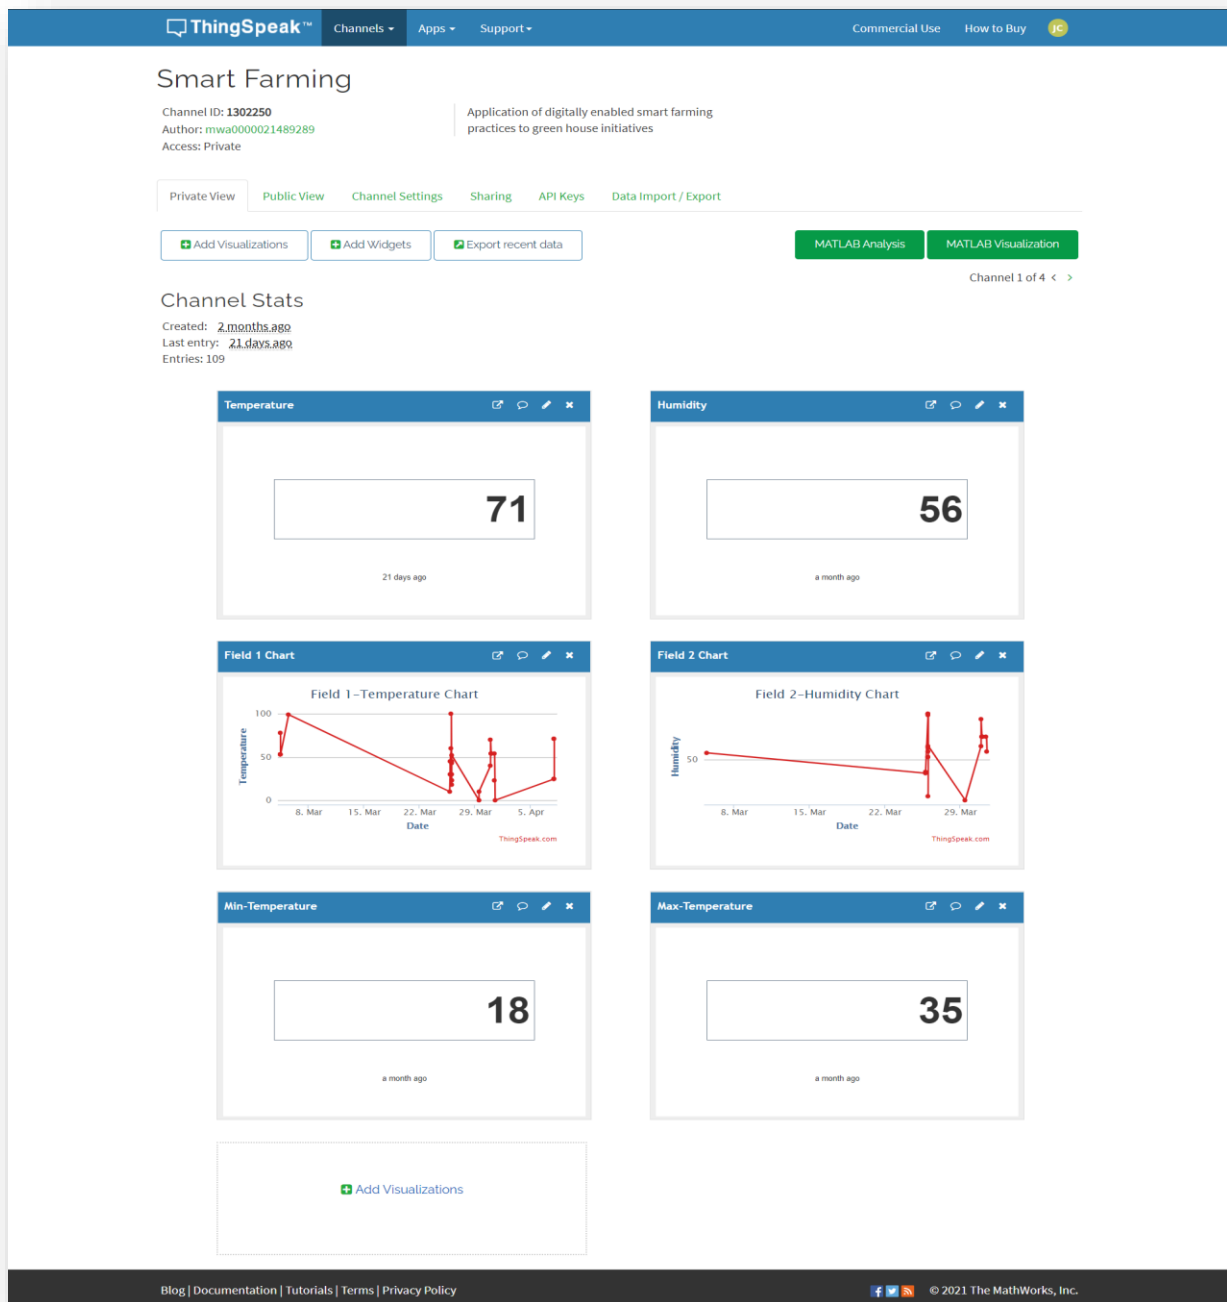 ThingSpeak™ Channels Apps Support Commercial Use How to Buy JC
Smart Farming
Channel ID: 1302250
Author: mwa0000021489289
Access: Private
Application of digitally enabled smart farming
practices to green house initiatives
Private View Public View Channel Settings Sharing API Keys Data Import / Export
Add Visualizations Add Widgets Export recent data MATLAB Analysis MATLAB Visualization
Channel 1 of 4 < >
Channel Stats
Created: 2 months ago
Last entry: 21 days ago
Entries: 109
Temperature
71
21 days ago
Humidity
56
a month ago
Field 1 Chart
Field 1-Temperature Chart
Temperature
100
50
0
8. Mar 15. Mar 22. Mar 29. Mar 5. Apr
Date
ThingSpeak.com
Field 2 Chart
Field 2-Humidity Chart
Humidity
50
8. Mar 15. Mar 22. Mar 29. Mar
Date
ThingSpeak.com
Min-Temperature
18
a month ago
Max-Temperature
35
a month ago
Add Visualizations
Blog | Documentation | Tutorials | Terms | Privacy Policy
© 2021 The MathWorks, Inc.